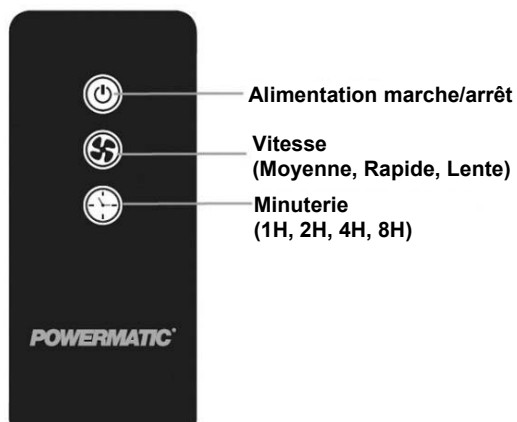 Alimentation marche/arrêt
Vitesse
(Moyenne, Rapide, Lente)
Minuterie
(1H, 2H, 4H, 8H)
POWERMATIC®